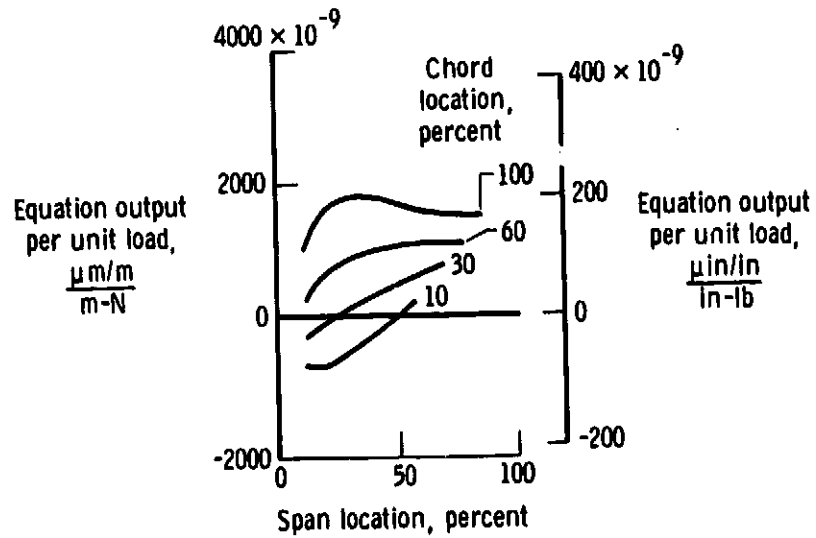 4000 × 10⁻⁹
2000
0
-2000
Equation output
per unit load,
μm/m
m-N
Chord
location,
percent
100
60
30
10
400 × 10⁻⁹
200
0
-200
Equation output
per unit load,
μin/in
in-lb
0
50
100
Span location, percent